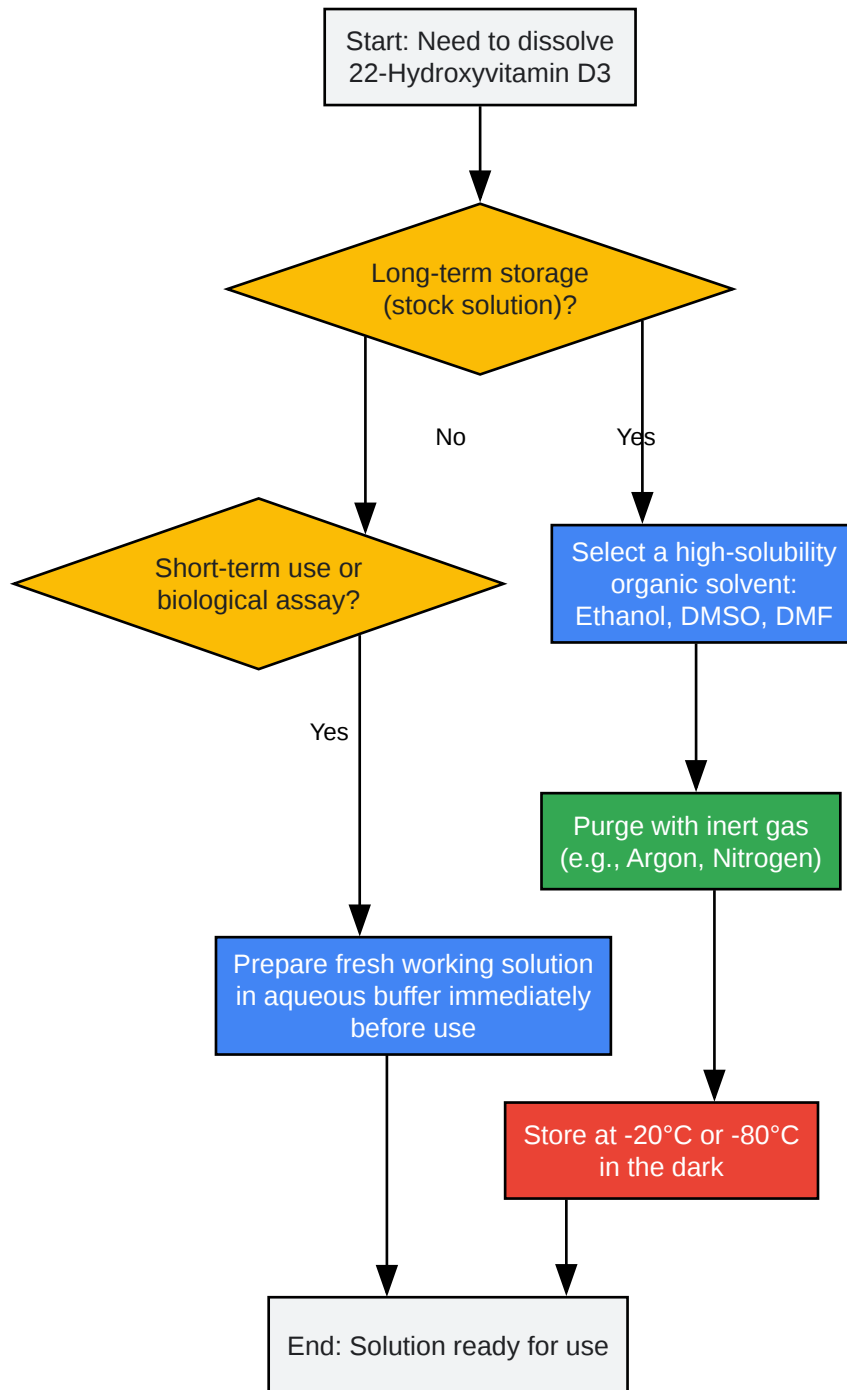 Start: Need to dissolve
22-Hydroxyvitamin D3
Long-term storage
(stock solution)?
No
Yes
Short-term use or
biological assay?
Select a high-solubility
organic solvent:
Ethanol, DMSO, DMF
Yes
Purge with inert gas
(e.g., Argon, Nitrogen)
Prepare fresh working solution
in aqueous buffer immediately
before use
Store at -20°C or -80°C
in the dark
End: Solution ready for use